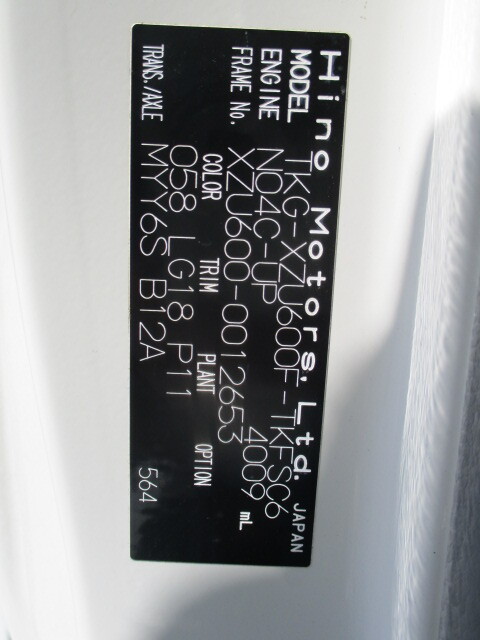 Hino Motors, Ltd. JAPAN
MODEL TKG-XZU600F-TKFSC6
ENGINE N04C-UP 4009 mL
FRAME No. XZU600-0012653
COLOR TRIM PLANT OPTION
058 LG18 P11
TRANS./AXLE MYY6S B12A 564